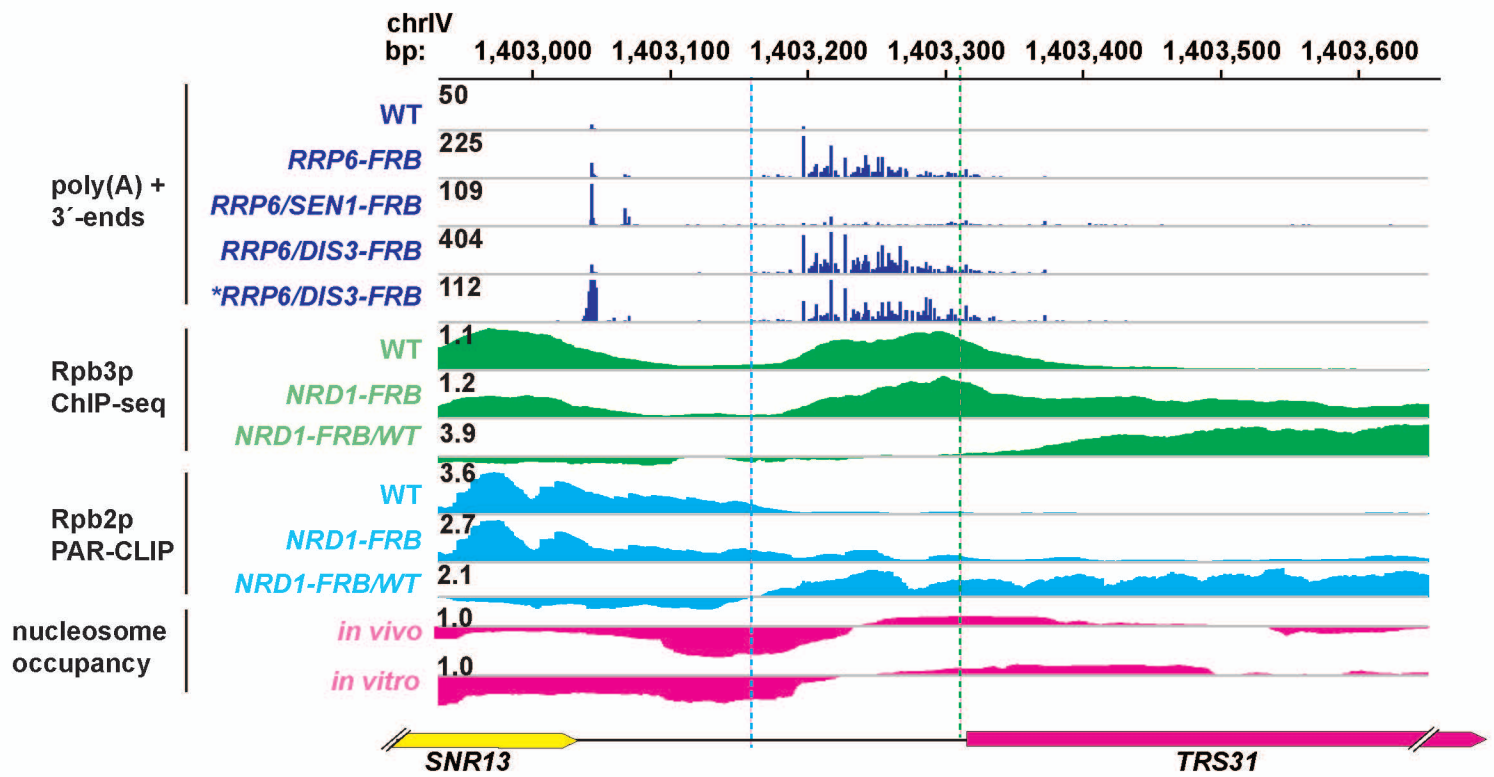 chrIV
bp: 1,403,000 1,403,100 1,403,200 1,403,300 1,403,400 1,403,500 1,403,600
poly(A) +
3´-ends
WT 50
RRP6-FRB 225
RRP6/SEN1-FRB 109
RRP6/DIS3-FRB 404
*RRP6/DIS3-FRB 112
Rpb3p
ChIP-seq
WT 1.1
NRD1-FRB 1.2
NRD1-FRB/WT 3.9
Rpb2p
PAR-CLIP
WT 3.6
NRD1-FRB 2.7
NRD1-FRB/WT 2.1
nucleosome
occupancy
in vivo 1.0
in vitro 1.0
SNR13 TRS31